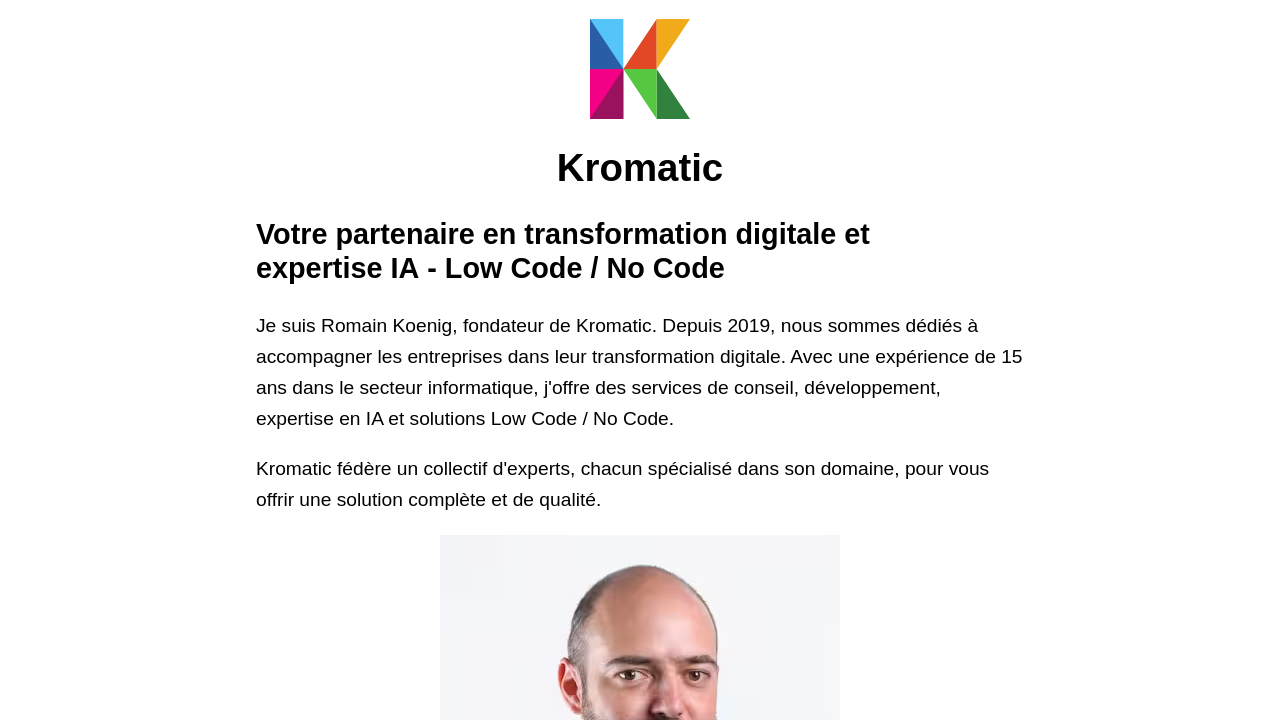 Kromatic
Votre partenaire en transformation digitale et
expertise IA - Low Code / No Code
Je suis Romain Koenig, fondateur de Kromatic. Depuis 2019, nous sommes dédiés à
accompagner les entreprises dans leur transformation digitale. Avec une expérience de 15
ans dans le secteur informatique, j'offre des services de conseil, développement,
expertise en IA et solutions Low Code / No Code.
Kromatic fédère un collectif d'experts, chacun spécialisé dans son domaine, pour vous
offrir une solution complète et de qualité.